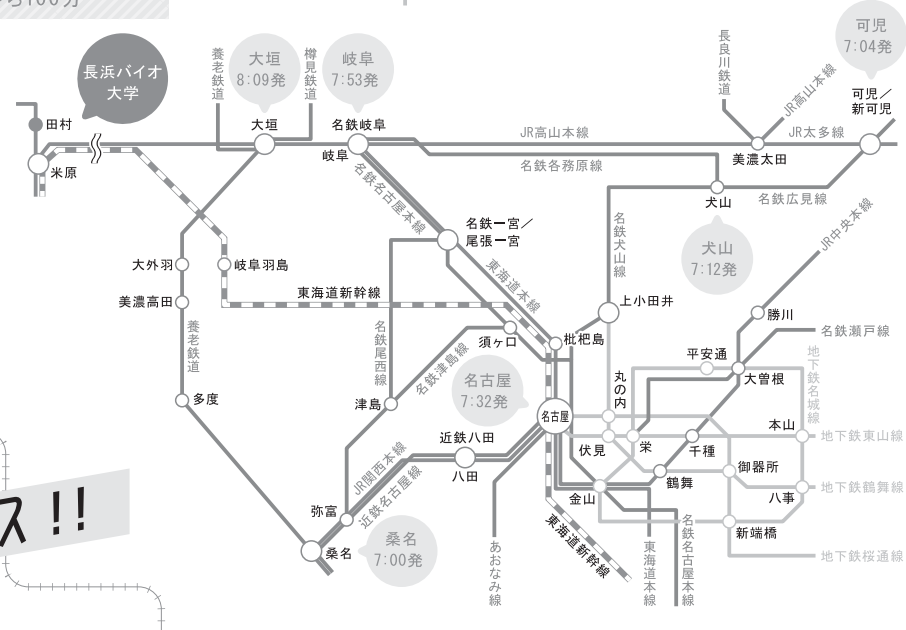 ら100分
長浜バイオ
大学
田村
米原
養老鉄道
大垣
8:09発
樽見鉄道
岐阜
7:53発
大垣
名鉄岐阜
岐阜
JR高山本線
名鉄各務原線
長良川鉄道
JR高山本線
可児
7:04発
可児／
新可児
JR太多線
美濃太田
犬山
名鉄広見線
犬山
7:12発
名鉄犬山線
JR中央本線
名鉄名古屋本線
名鉄一宮／
尾張一宮
東海道本線
大外羽
岐阜羽島
美濃高田
東海道新幹線
養老鉄道
名鉄尾西線
須ケ口
枇杷島
上小田井
勝川
名鉄瀬戸線
平安通
大曽根
地下鉄名城線
名鉄津島線
名古屋
7:32発
丸の内
多度
津島
名古屋
本山
地下鉄東山線
近鉄八田
八田
伏見
栄
千種
JR関西本線
近鉄名古屋線
鶴舞
御器所
八事
地下鉄鶴舞線
金山
弥富
新端橋
桑名
桑名
7:00発
あおなみ線
東海道新幹線
東海道本線
名鉄名古屋本線
地下鉄桜通線
ス!!